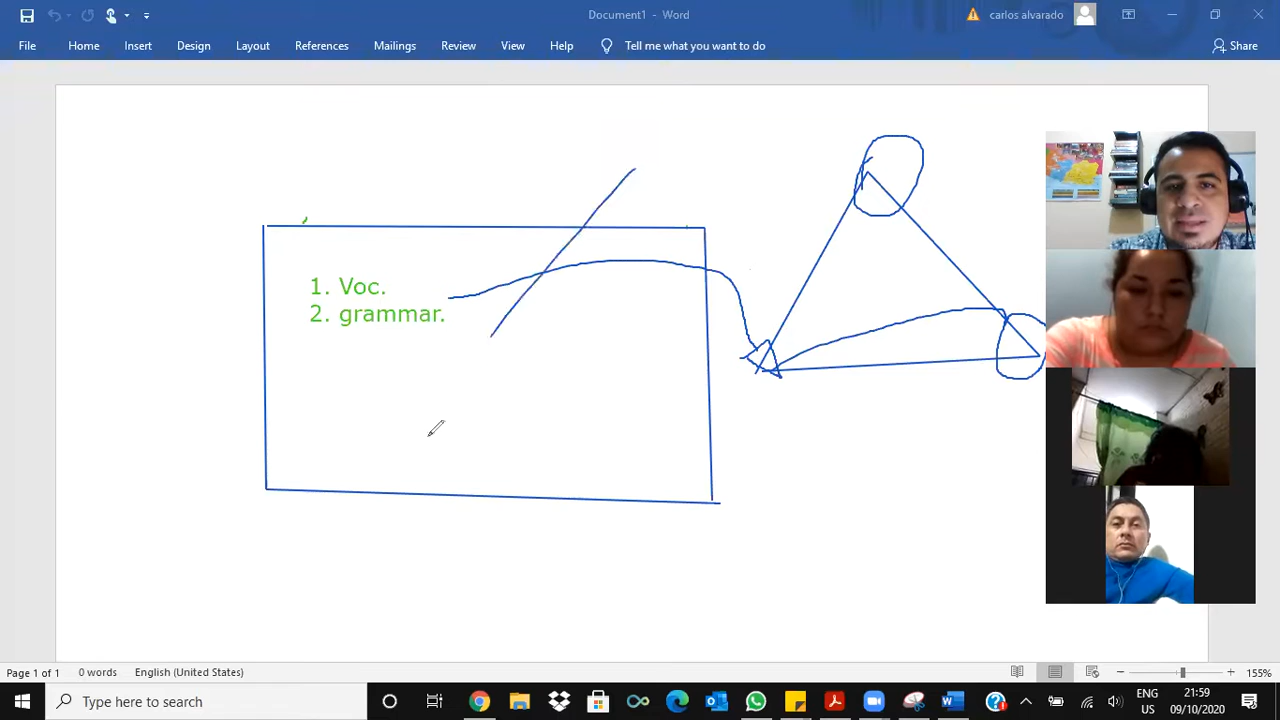 Document1 - Word
carlos alvarado
File Home Insert Design Layout References Mailings Review View Help Tell me what you want to do Share
1. Voc.
2. grammar.
Page 1 of 1 0 words English (United States) 155%
Type here to search
ENG 21:59
US 09/10/2020